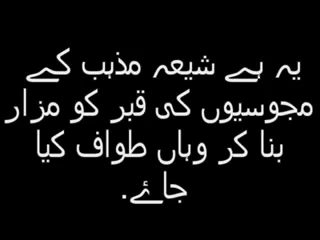 یہ ہے شیعہ مذہب کے
مجوسیوں کی قبر کو مزار
بنا کر وہاں طواف کیا
جائے.